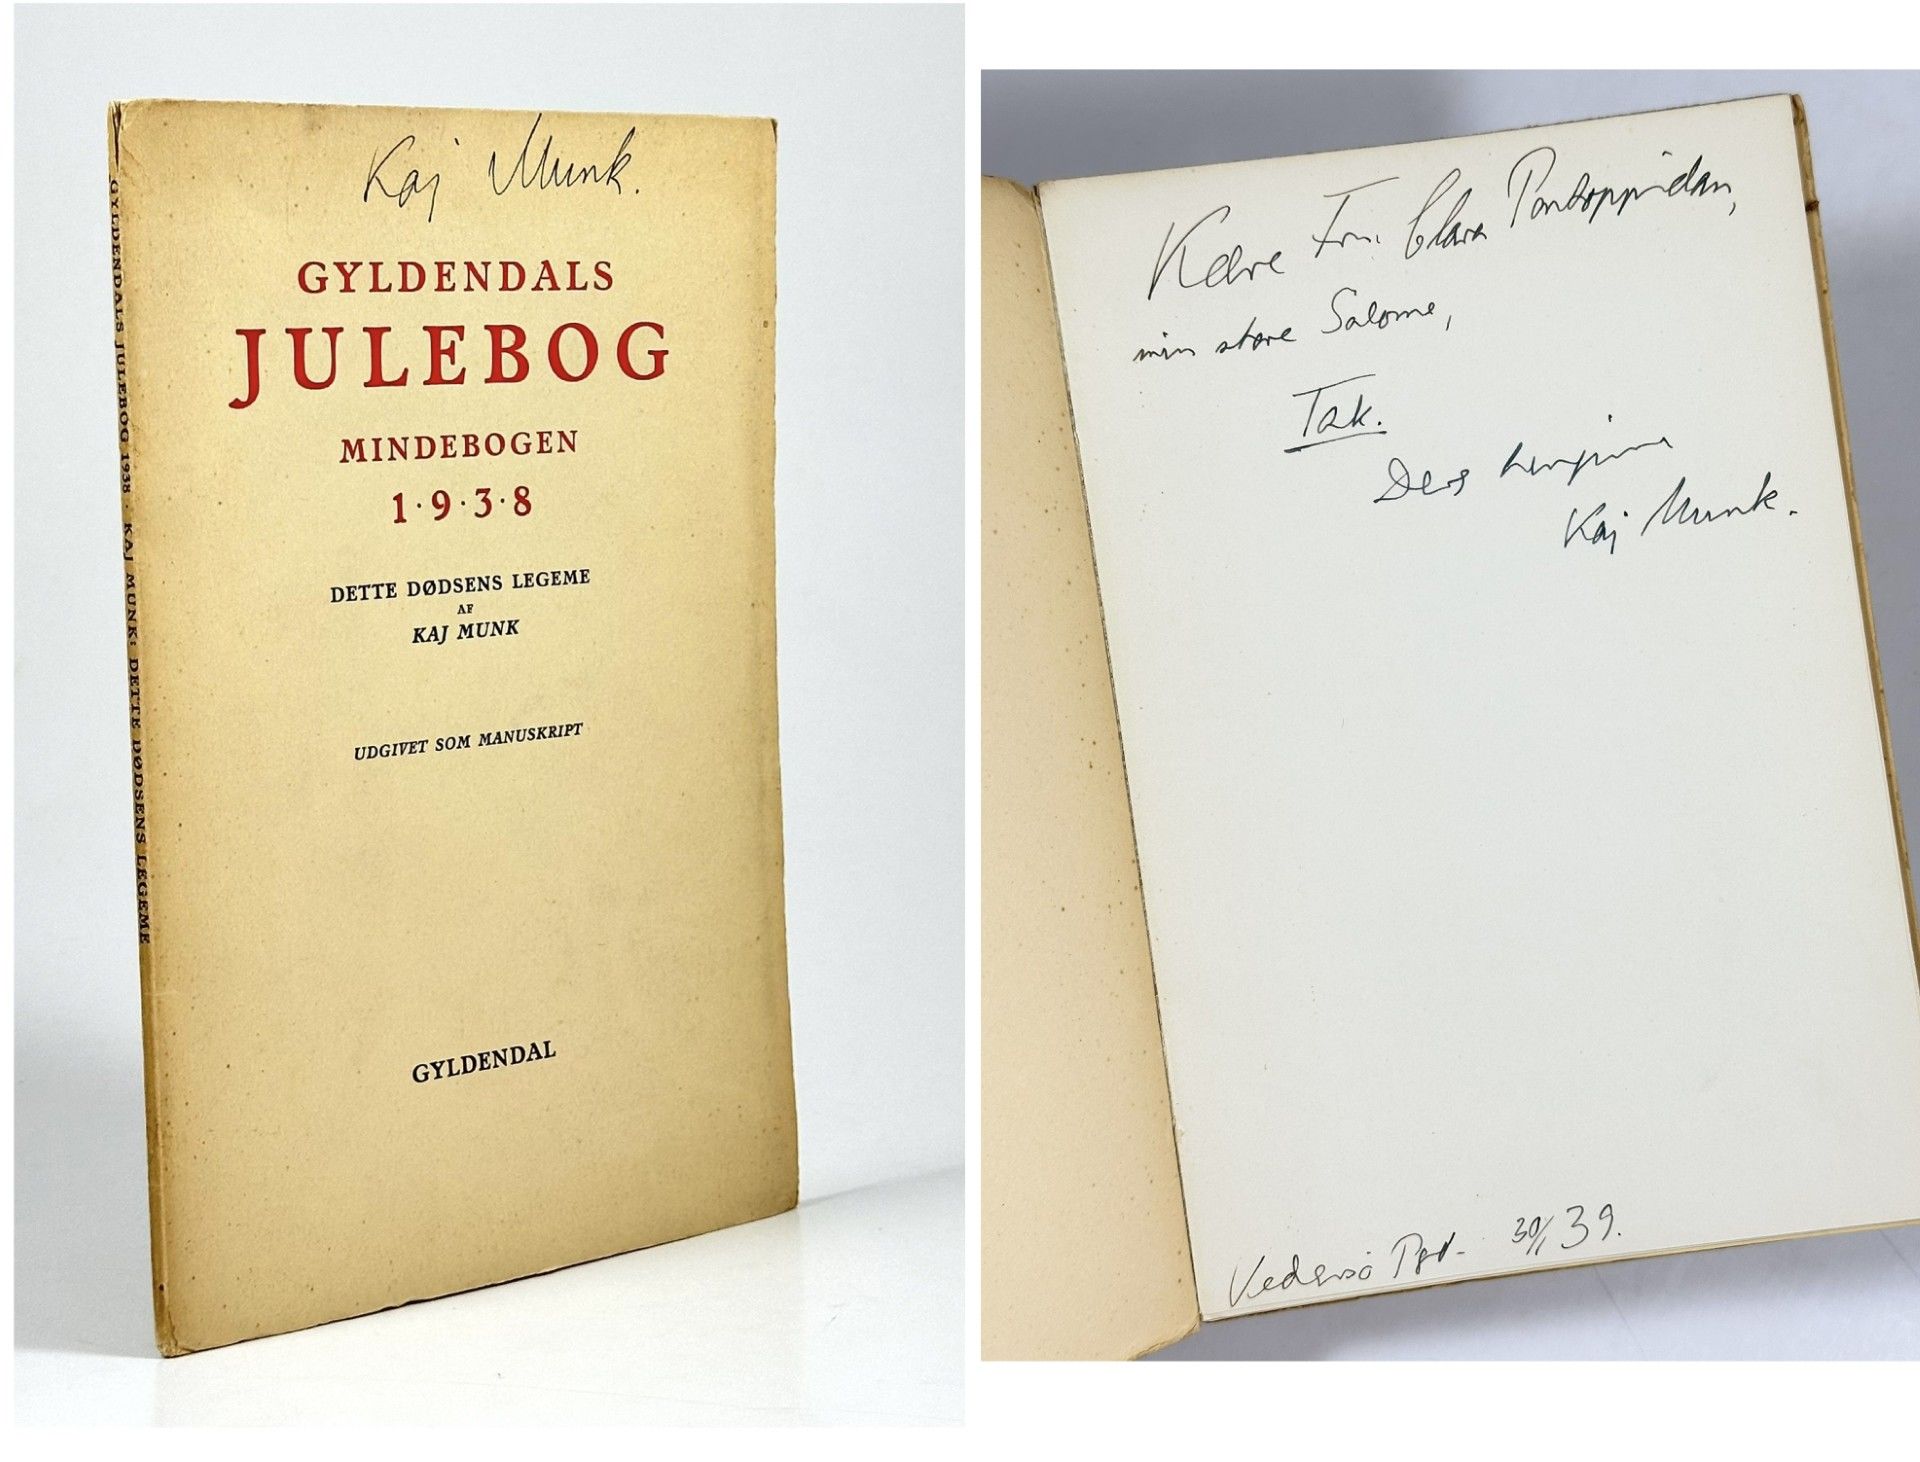 Kaj Munk.
GYLDENDALS
JULEBOG
MINDEBOGEN
1·9·3·8
DETTE DØDSENS LEGEME
AF
KAJ MUNK
UDGIVET SOM MANUSKRIPT
GYLDENDAL
GYLDENDALS JULEBOG 1938 · KAJ MUNK: DETTE DØDSENS LEGEME
Kære Fru Clara Pontoppidan,
min store Salome,
Tak.
Deres hengivne
Kaj Munk.
Vedersø Pgd. 30/1 39.